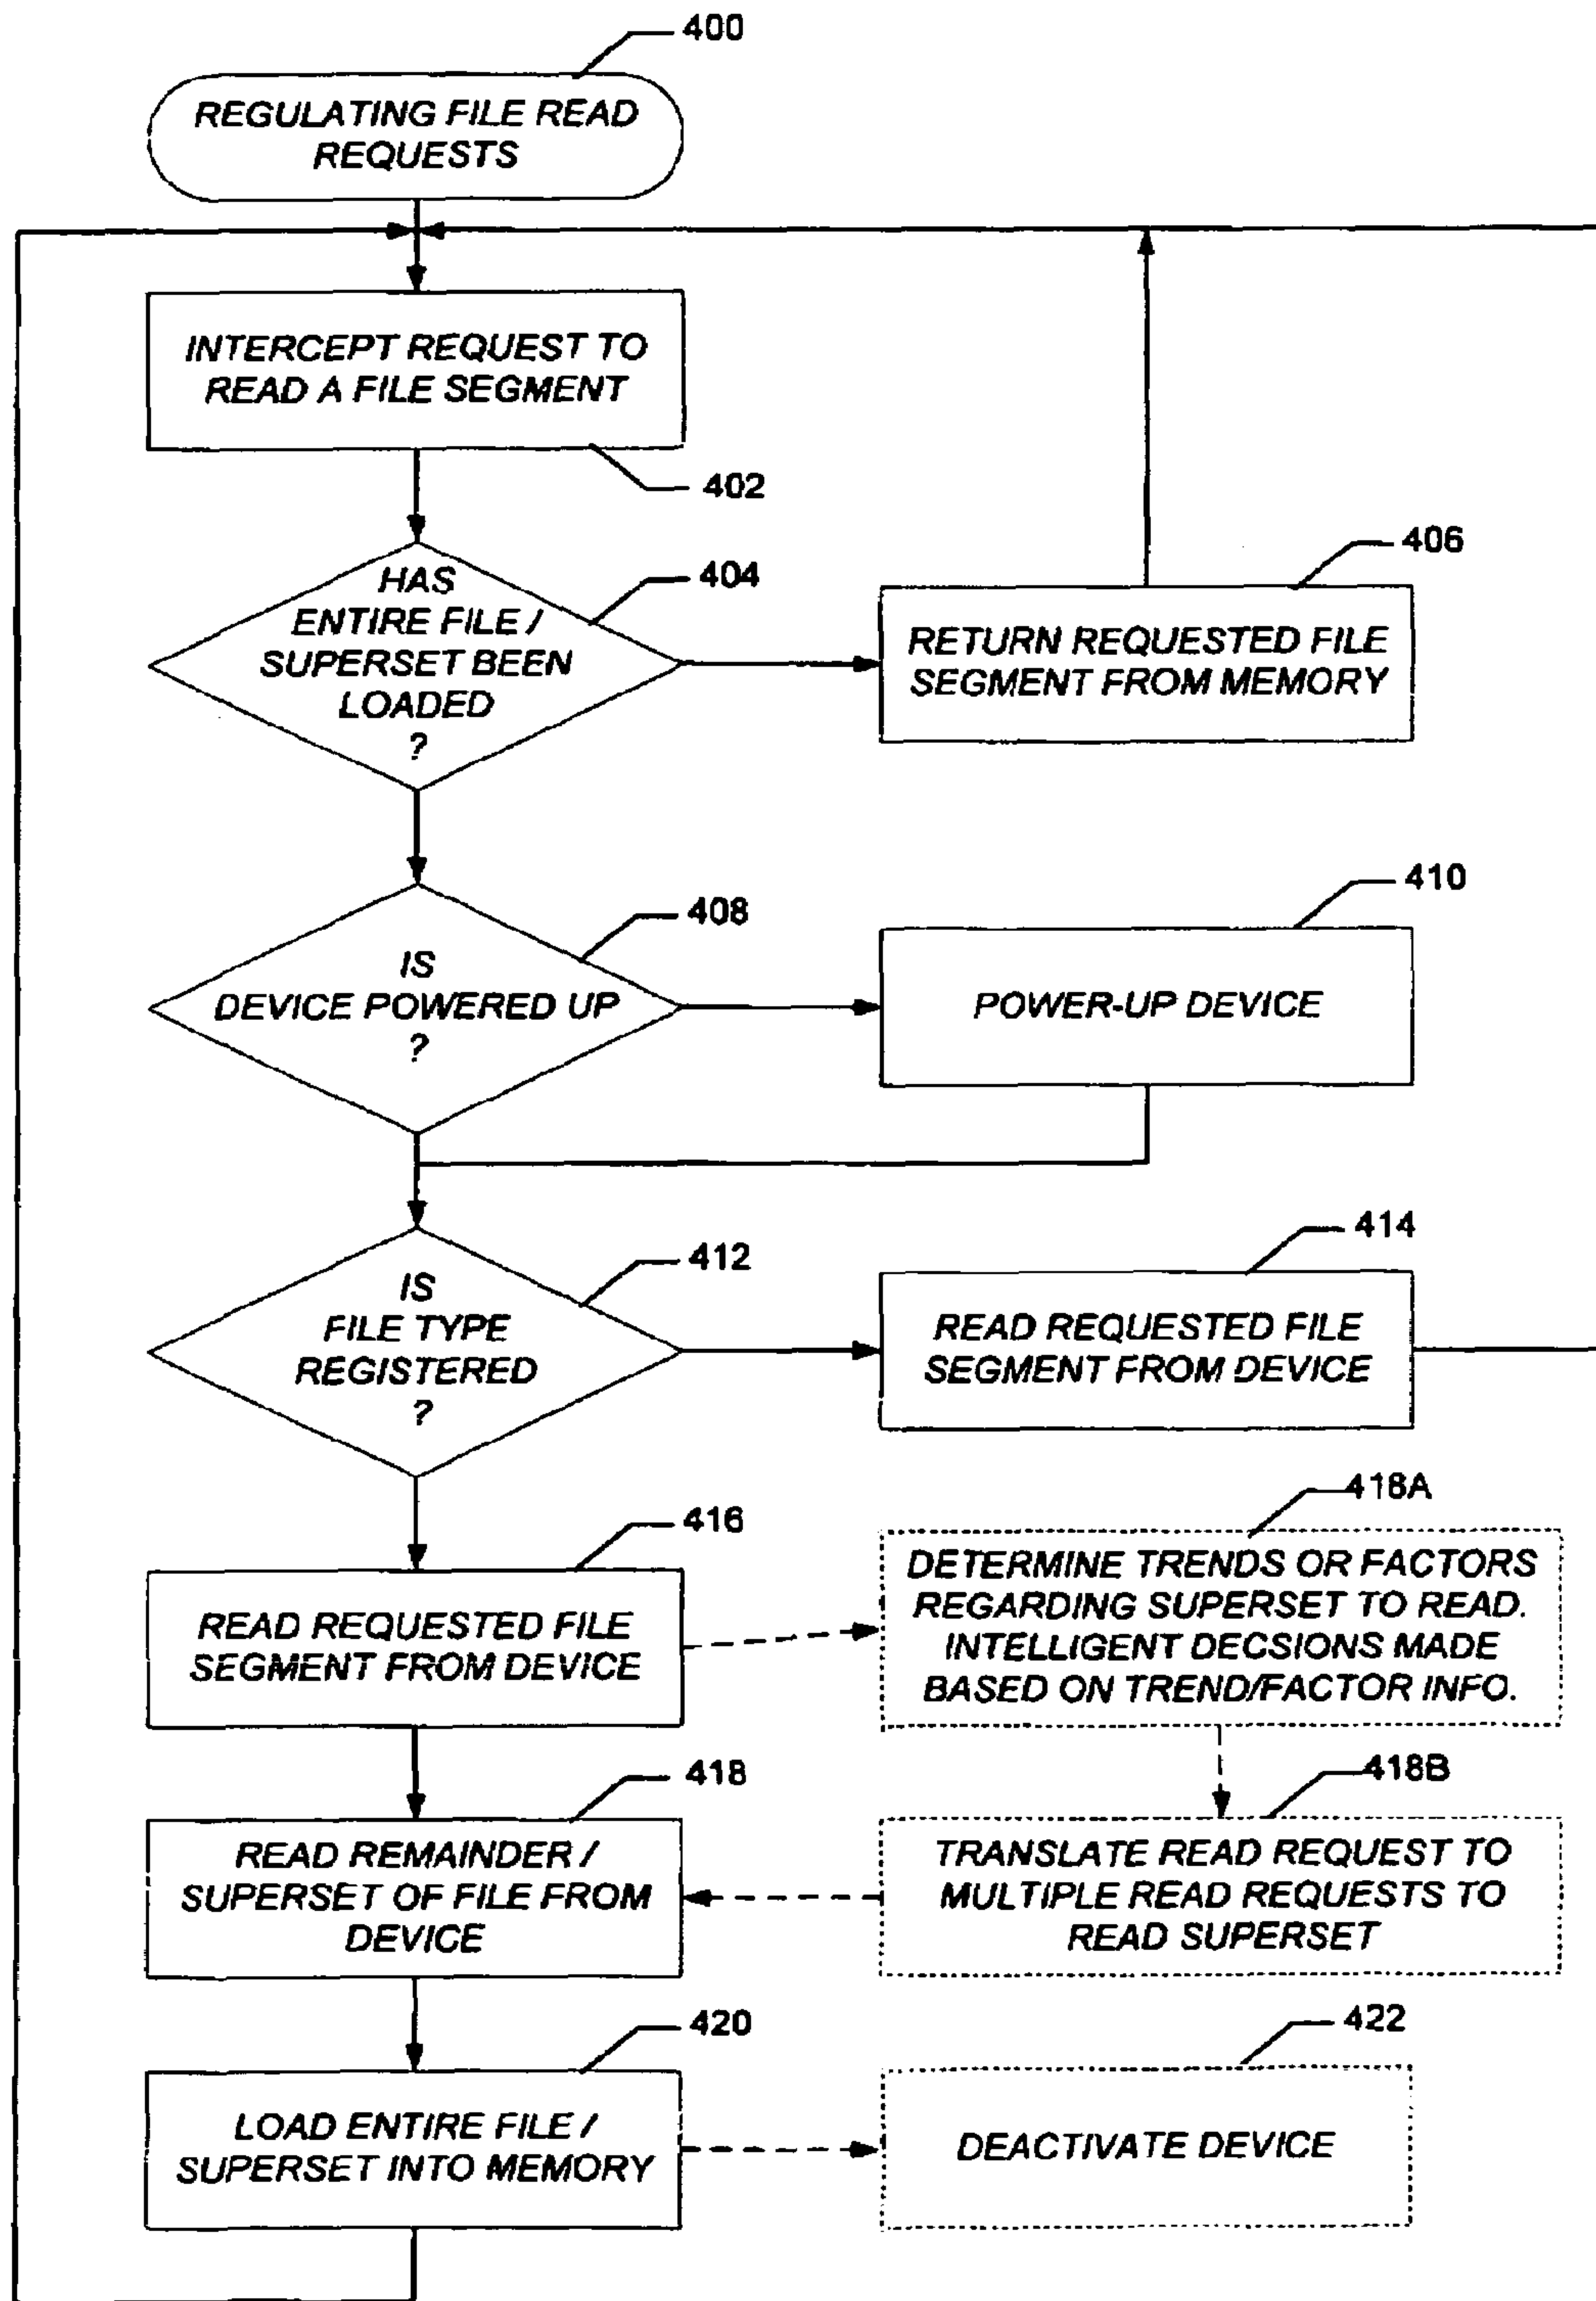 400
REGULATING FILE READ
REQUESTS
INTERCEPT REQUEST TO
READ A FILE SEGMENT
402
HAS
ENTIRE FILE /
SUPERSET BEEN
LOADED
?
404
406
RETURN REQUESTED FILE
SEGMENT FROM MEMORY
408
IS
DEVICE POWERED UP
?
410
POWER-UP DEVICE
412
IS
FILE TYPE
REGISTERED
?
414
READ REQUESTED FILE
SEGMENT FROM DEVICE
416
READ REQUESTED FILE
SEGMENT FROM DEVICE
418A
DETERMINE TRENDS OR FACTORS
REGARDING SUPERSET TO READ.
INTELLIGENT DECSIONS MADE
BASED ON TREND/FACTOR INFO.
418
READ REMAINDER /
SUPERSET OF FILE FROM
DEVICE
418B
TRANSLATE READ REQUEST TO
MULTIPLE READ REQUESTS TO
READ SUPERSET
420
LOAD ENTIRE FILE /
SUPERSET INTO MEMORY
422
DEACTIVATE DEVICE